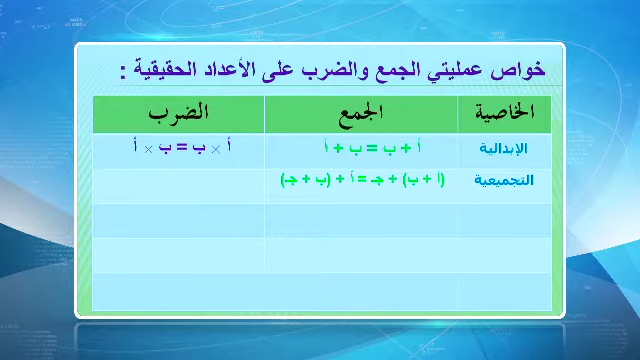 خواص عمليتي الجمع والضرب على الأعداد الحقيقية :
الخاصية الجمع الضرب
الإبدالية أ + ب = ب + أ أ × ب = ب × أ
التجميعية (أ + ب) + جـ = أ + (ب + جـ)